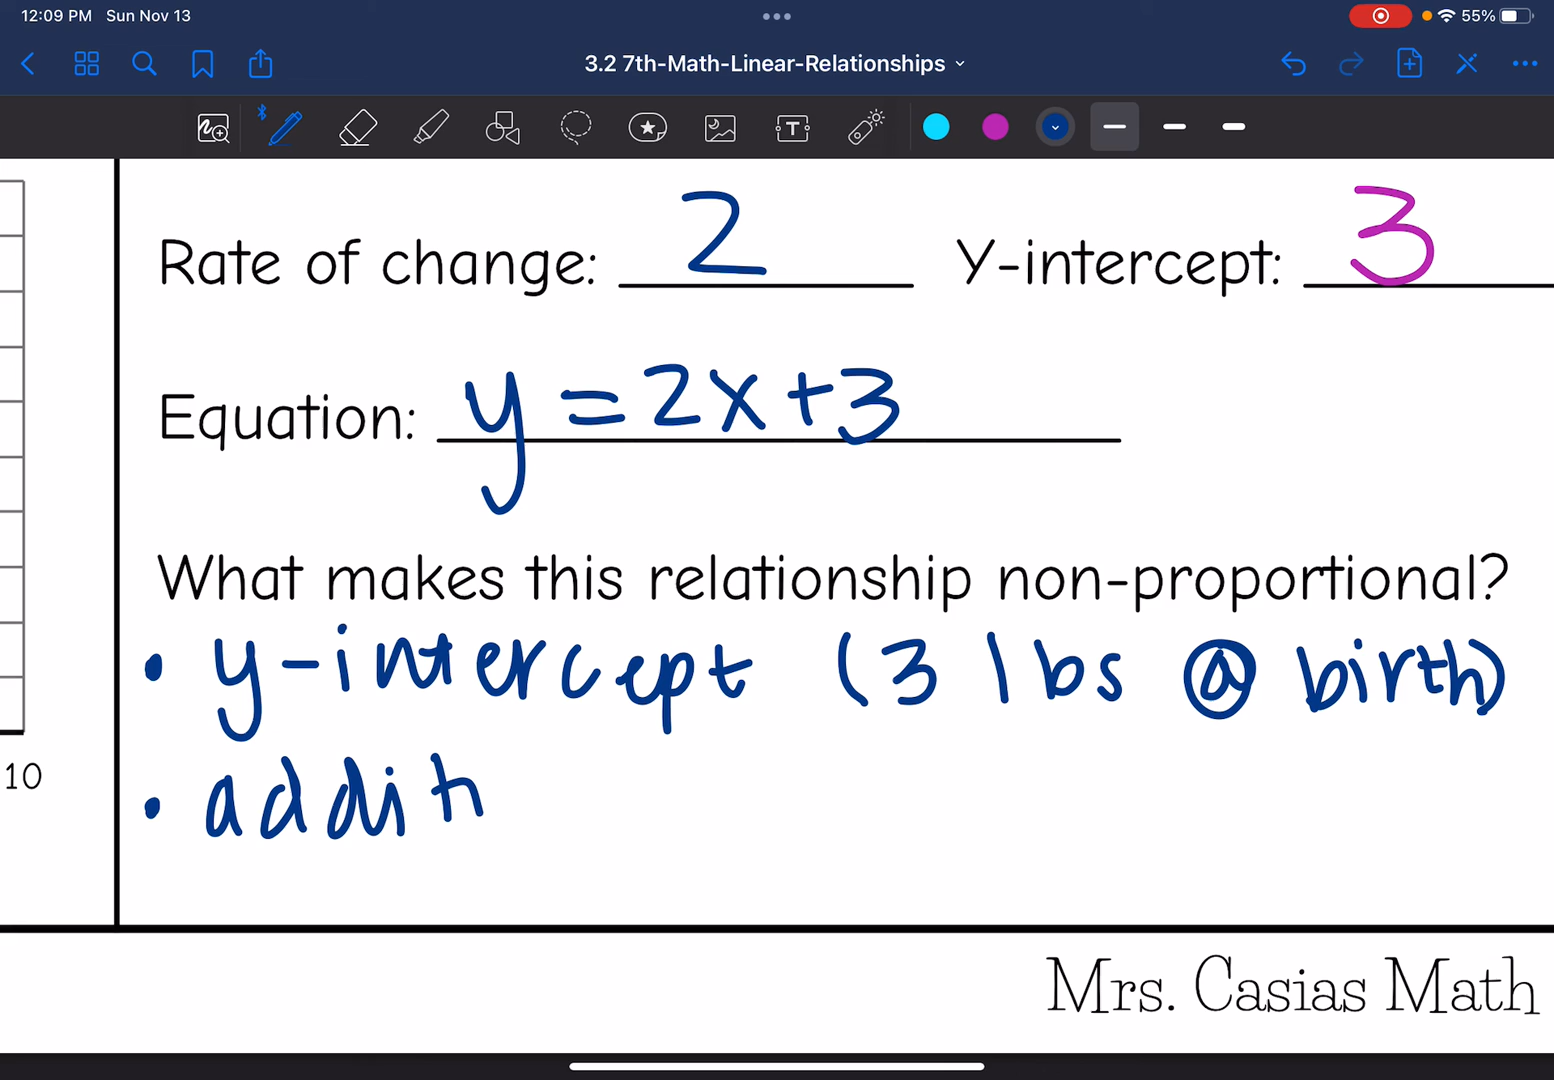 12:09 PM Sun Nov 13
55%
3.2 7th-Math-Linear-Relationships
T
Rate of change: 2 Y-intercept: 3
Equation: y = 2x + 3
What makes this relationship non-proportional?
• y-intercept (3 lbs @ birth)
• addit
10
Mrs. Casias Math